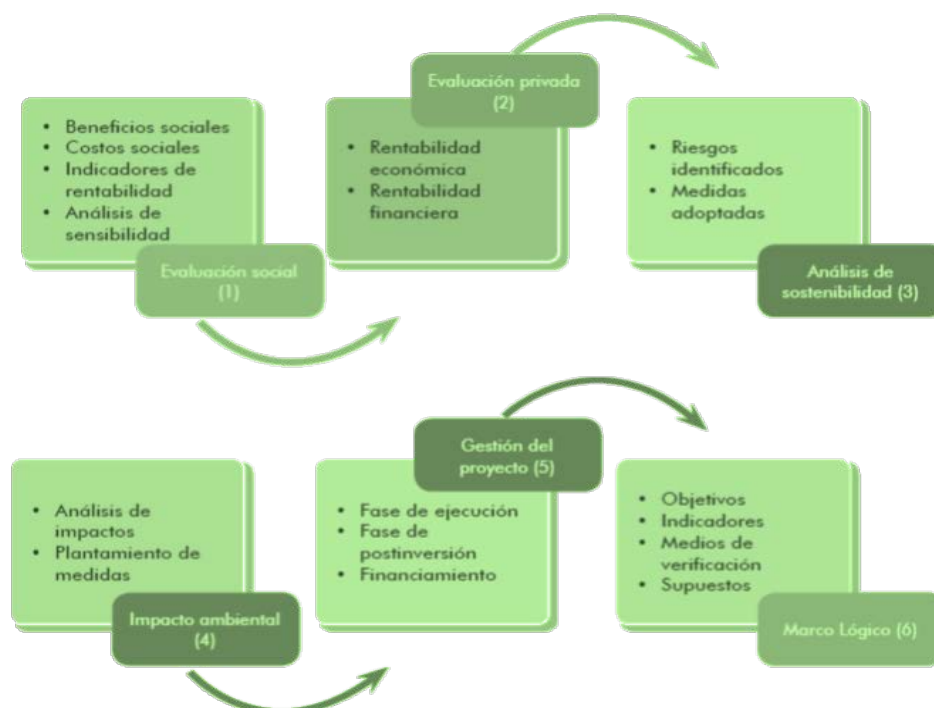 • Beneficios sociales
• Costos sociales
• Indicadores de
rentabilidad
• Análisis de
sensibilidad
Evaluación social
(1)
Evaluación privada
(2)
• Rentabilidad
económica
• Rentabilidad
financiera
• Riesgos
identificados
• Medidas
adoptadas
Análisis de
sostenibilidad (3)
• Análisis de
impactos
• Plantamiento de
medidas
Impacto ambiental
(4)
Gestión del
proyecto (5)
• Fase de ejecución
• Fase de
postinversión
• Financiamiento
• Objetivos
• Indicadores
• Medios de
verificación
• Supuestos
Marco Lógico (6)